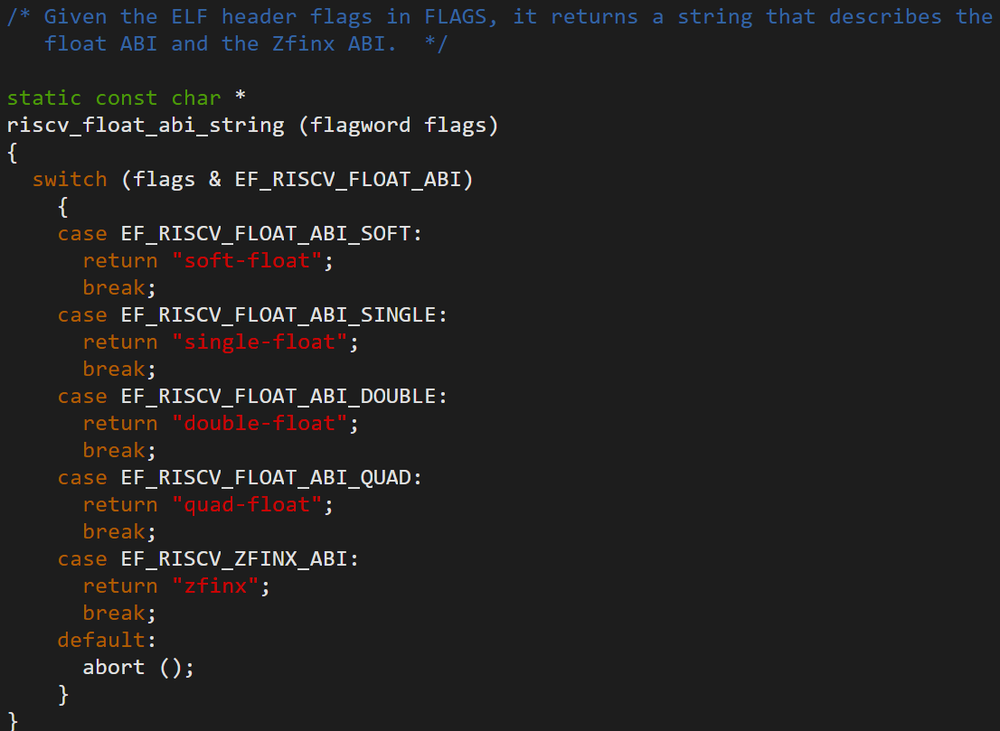 /* Given the ELF header flags in FLAGS, it returns a string that describes the
   float ABI and the Zfinx ABI.  */

static const char *
riscv_float_abi_string (flagword flags)
{
  switch (flags & EF_RISCV_FLOAT_ABI)
    {
    case EF_RISCV_FLOAT_ABI_SOFT:
      return "soft-float";
      break;
    case EF_RISCV_FLOAT_ABI_SINGLE:
      return "single-float";
      break;
    case EF_RISCV_FLOAT_ABI_DOUBLE:
      return "double-float";
      break;
    case EF_RISCV_FLOAT_ABI_QUAD:
      return "quad-float";
      break;
    case EF_RISCV_ZFINX_ABI:
      return "zfinx";
      break;
    default:
      abort ();
    }
}